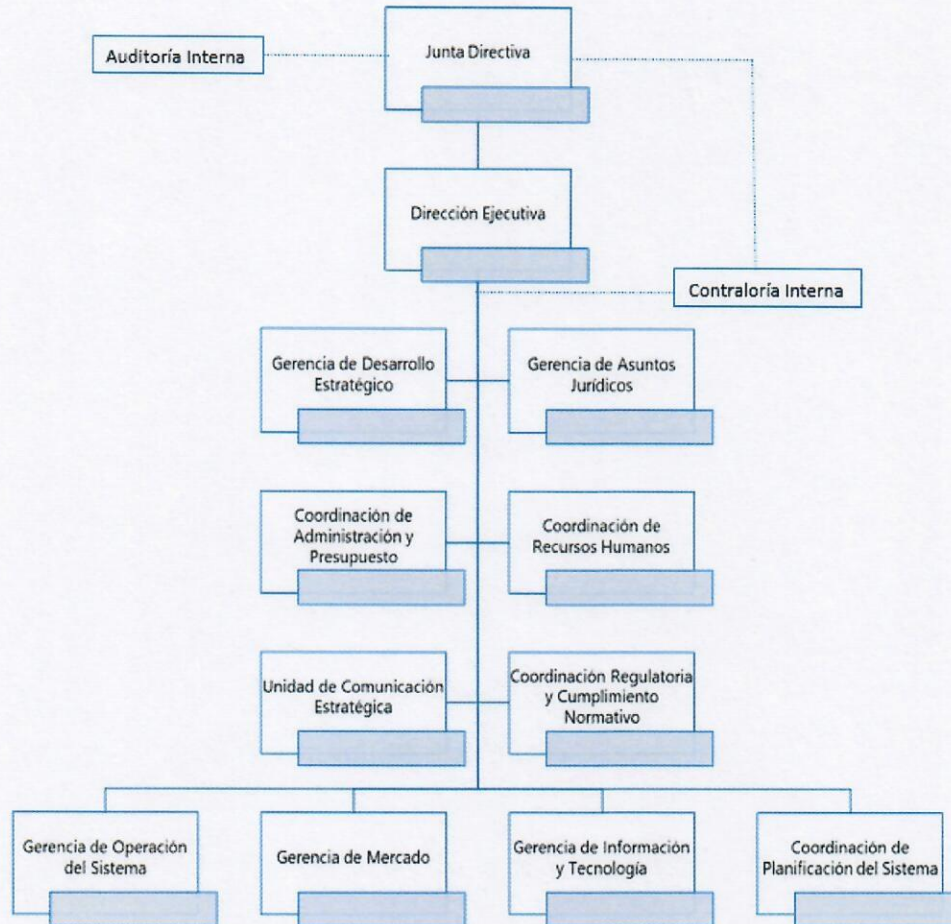 Auditoría Interna
Junta Directiva
Dirección Ejecutiva
Contraloría Interna
Gerencia de Desarrollo
Estratégico
Gerencia de Asuntos
Jurídicos
Coordinación de
Administración y
Presupuesto
Coordinación de
Recursos Humanos
Unidad de Comunicación
Estratégica
Coordinación Regulatoria
y Cumplimiento
Normativo
Gerencia de Operación
del Sistema
Gerencia de Mercado
Gerencia de Información
y Tecnología
Coordinación de
Planificación del Sistema